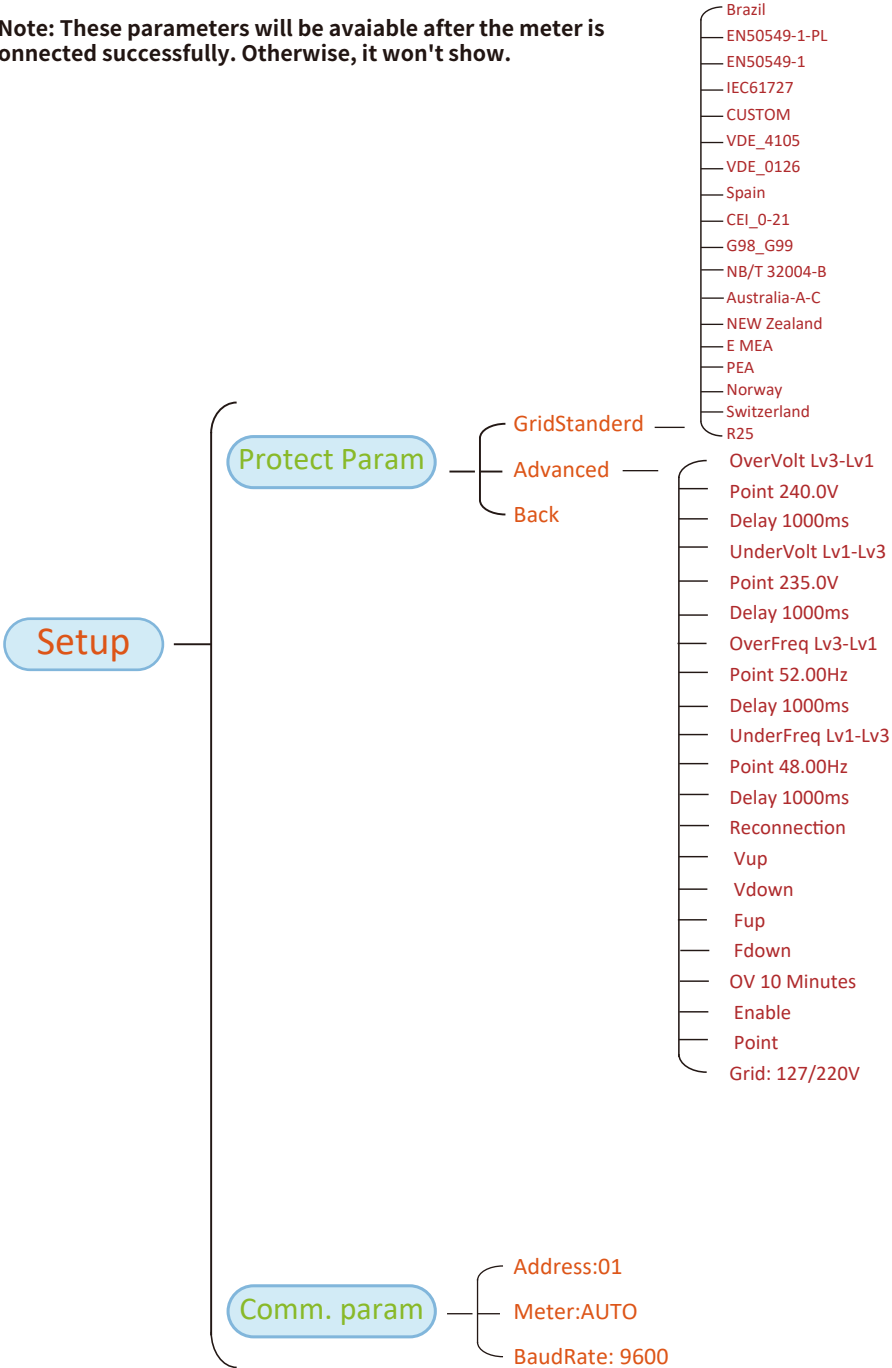 Note: These parameters will be avaiable after the meter is
onnected successfully. Otherwise, it won't show.
Brazil
EN50549-1-PL
EN50549-1
IEC61727
CUSTOM
VDE_4105
VDE_0126
Spain
CEI_0-21
G98_G99
NB/T 32004-B
Australia-A-C
NEW Zealand
E MEA
PEA
Norway
Switzerland
R25
Setup
Protect Param
GridStanderd
Advanced
Back
OverVolt Lv3-Lv1
Point 240.0V
Delay 1000ms
UnderVolt Lv1-Lv3
Point 235.0V
Delay 1000ms
OverFreq Lv3-Lv1
Point 52.00Hz
Delay 1000ms
UnderFreq Lv1-Lv3
Point 48.00Hz
Delay 1000ms
Reconnection
Vup
Vdown
Fup
Fdown
OV 10 Minutes
Enable
Point
Grid: 127/220V
Comm. param
Address:01
Meter:AUTO
BaudRate: 9600